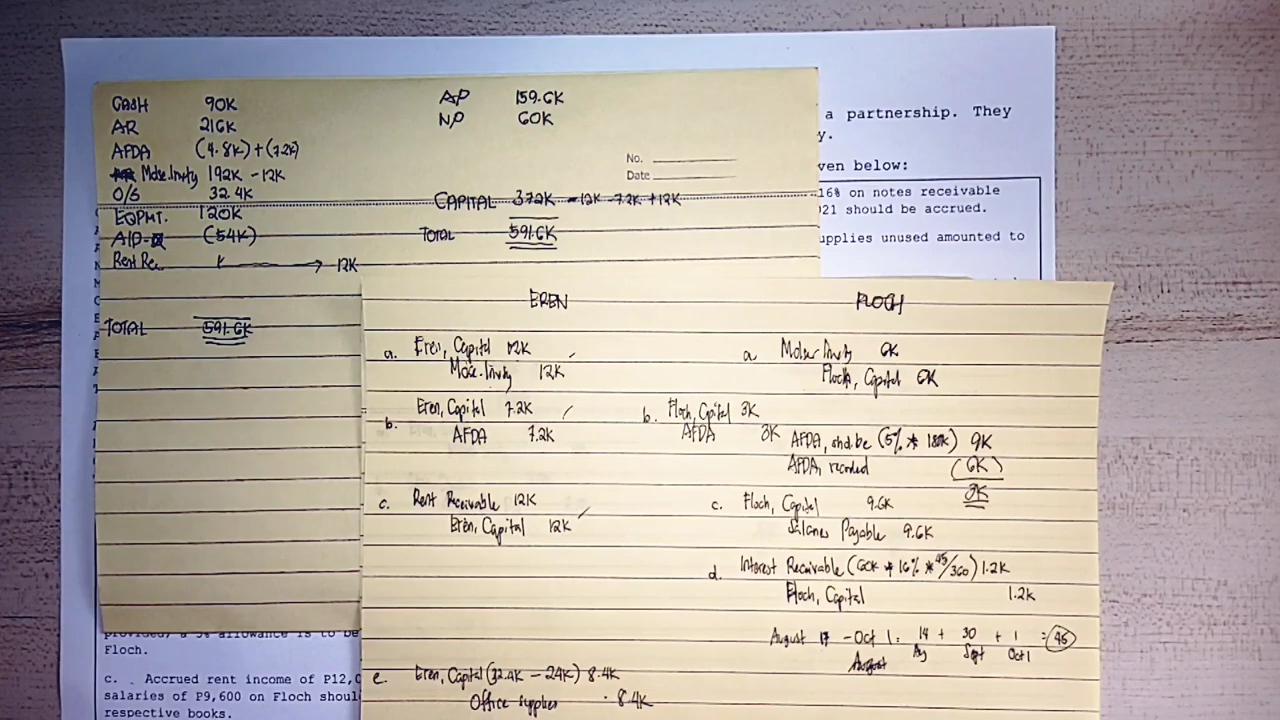 CASH 90K AP 159.6K
AR 216K N/P 60K
AFDA (4.8K) + (7.2K)
Mdse. Invty 192K - 12K
O/S 32.4K
EQPMT. 120K
A/D (54K)
Rent Rec. 12K
CAPITAL 372K - 12K - 7.2K + 12K
TOTAL 591.6K
TOTAL 591.6K
No.
Date
a partnership. They
y.
ven below:
16% on notes receivable
21 should be accrued.
upplies unused amounted to
EREN
a. Eren, Capital 12K
Mdse. Invty 12K
b. Eren, Capital 7.2K
AFDA 7.2K
c. Rent Receivable 12K
Eren, Capital 12K
FLOCH
a. Mdse Invty 6K
Floch, Capital 6K
b. Floch, Capital 3K
AFDA 3K
AFDA, shd. be (5% * 180K) 9K
AFDA, recorded (6K)
3K
c. Floch, Capital 9.6K
Salaries Payable 9.6K
d. Interest Receivable (60K * 16% * 45/360) 1.2K
Floch, Capital 1.2K
August 17 - Oct 1: 14 + 30 + 1 = 45
August Aug Sept Oct 1
e. Eren, Capital (32.4K - 24K) 8.4K
Office supplies 8.4K
provided, a 5% allowance is to be
Floch.
c. Accrued rent income of P12,0
salaries of P9,600 on Floch shoul
respective books.